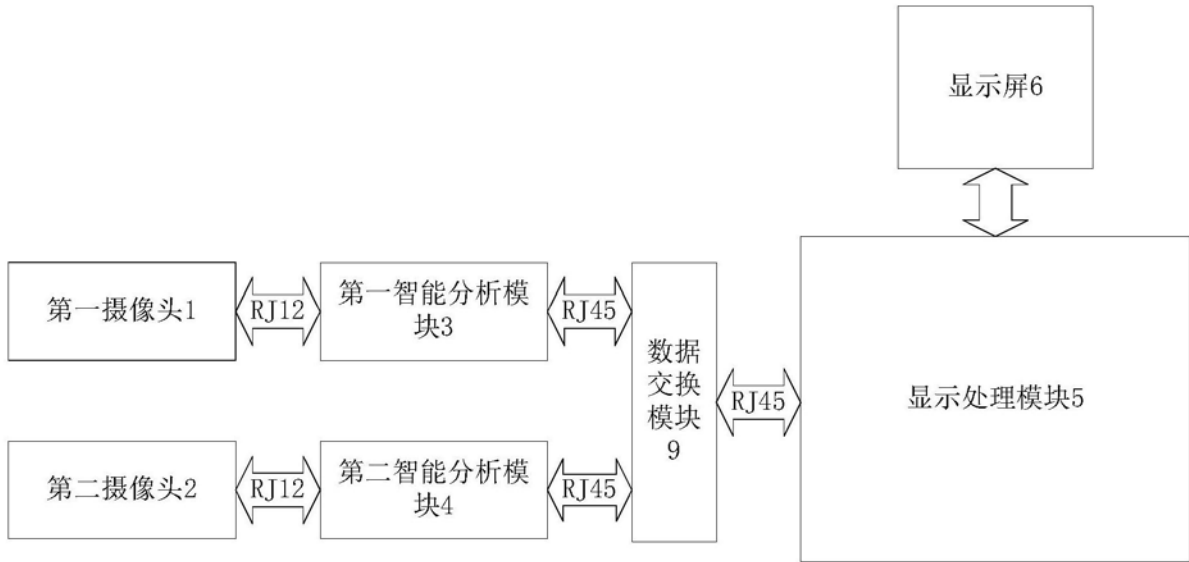 显示屏6
第一摄像头1
RJ12
第一智能分析模
块3
RJ45
数据
交换
模块
9
RJ45
显示处理模块5
第二摄像头2
RJ12
第二智能分析模
块4
RJ45